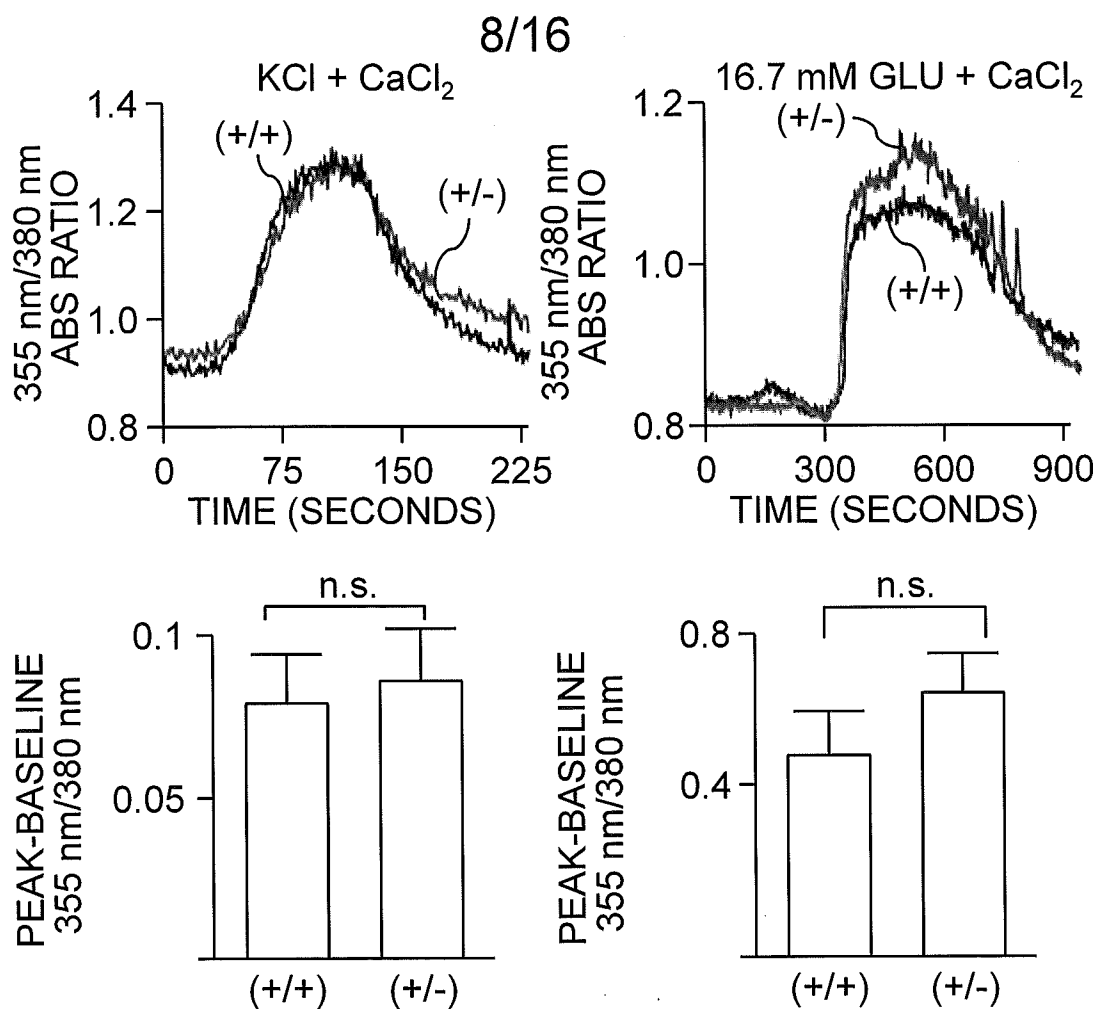 8/16
KCl + CaCl₂
355 nm/380 nm
ABS RATIO
1.4
1.2
1.0
0.8
(+/+)
(+/-)
0
75
150
225
TIME (SECONDS)
16.7 mM GLU + CaCl₂
355 nm/380 nm
ABS RATIO
1.2
1.0
0.8
(+/-)
(+/+)
0
300
600
900
TIME (SECONDS)
PEAK-BASELINE
355 nm/380 nm
0.1
0.05
n.s.
(+/+)
(+/-)
PEAK-BASELINE
355 nm/380 nm
0.8
0.4
n.s.
(+/+)
(+/-)